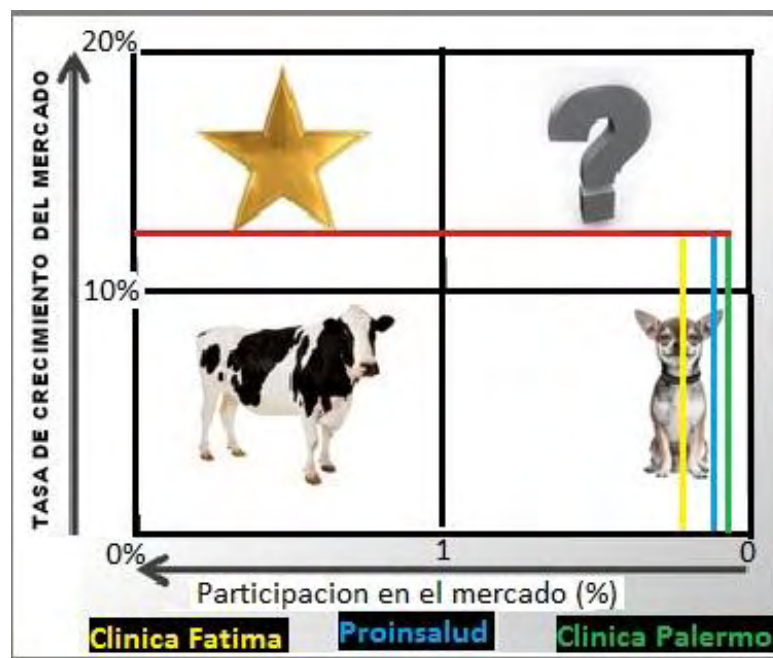 20%
TASA DE CRECIMIENTO DEL MERCADO
?
10%
0%
1
0
Participacion en el mercado (%)
Clinica Fatima
Proinsalud
Clinica Palermo